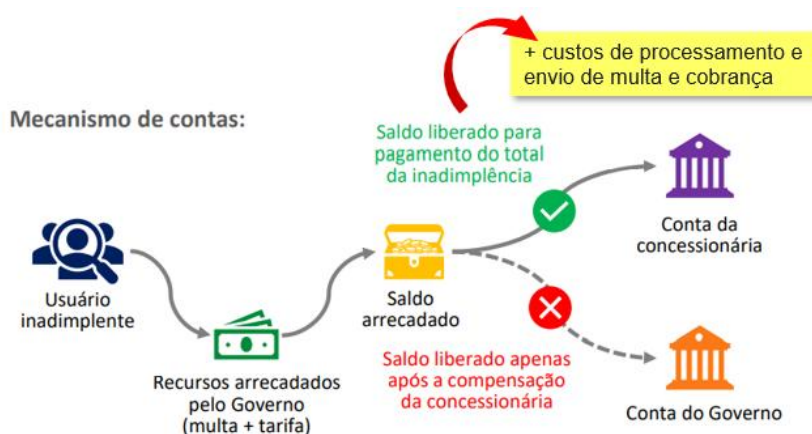 + custos de processamento e
envio de multa e cobrança
Mecanismo de contas:
Saldo liberado para
pagamento do total
da inadimplência
Conta da
concessionária
Usuário
inadimplente
Saldo
arrecadado
Recursos arrecadados
pelo Governo
(multa + tarifa)
Saldo liberado apenas
após a compensação
da concessionária
Conta do Governo